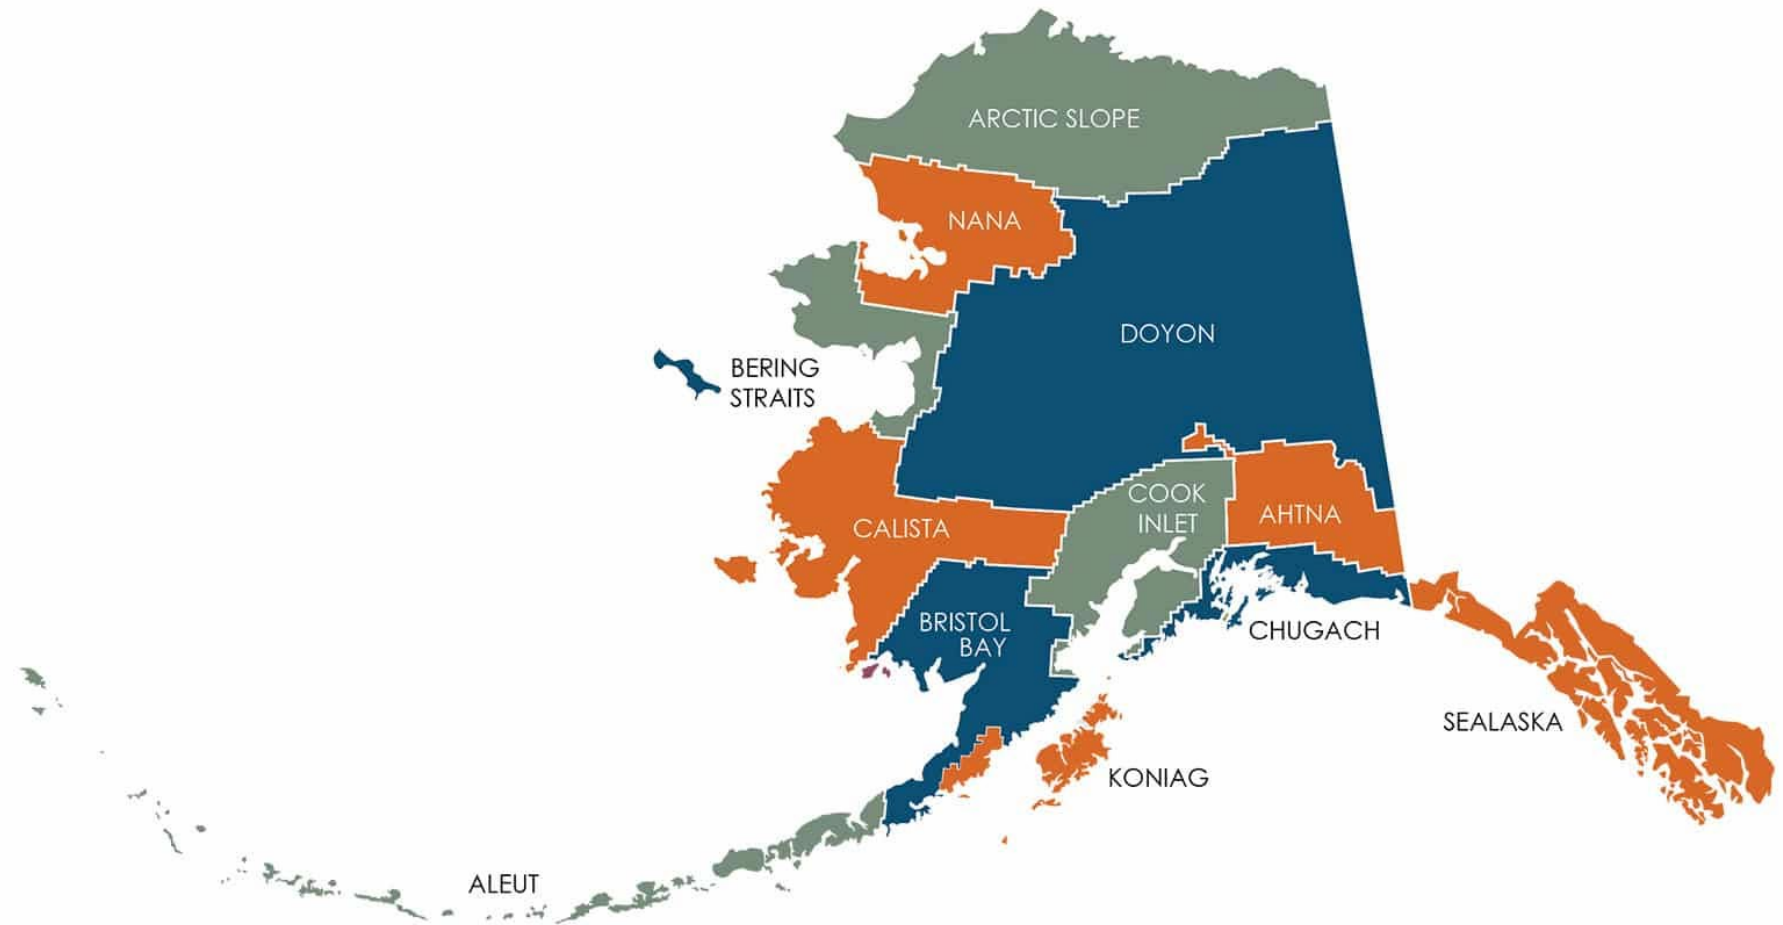 ARCTIC SLOPE
NANA
DOYON
BERING
STRAITS
COOK
INLET
AHTNA
CALISTA
BRISTOL
BAY
CHUGACH
SEALASKA
KONIAG
ALEUT